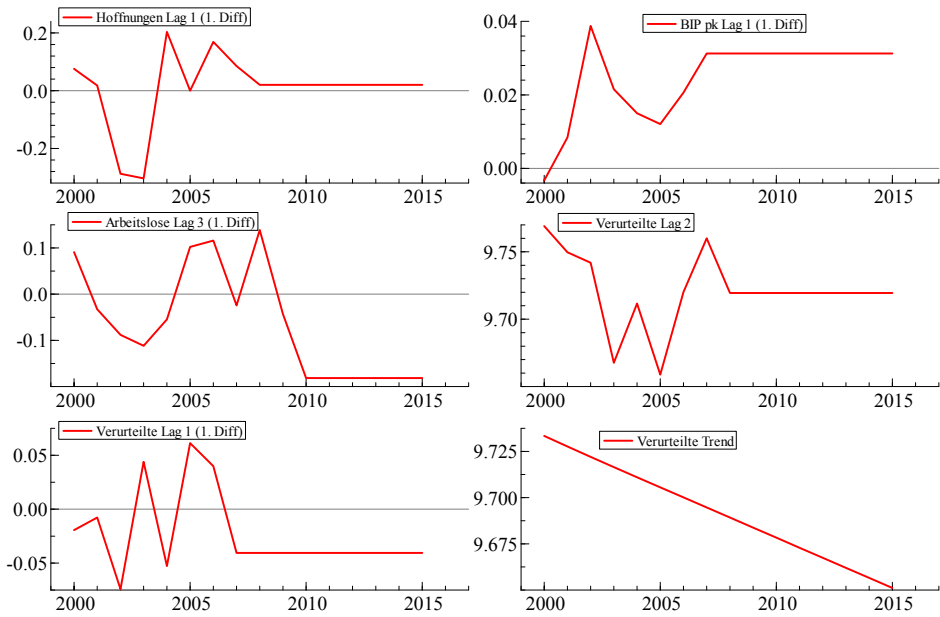 Hoffnungen Lag 1 (1. Diff)
0.2
0.0
-0.2
2000 2005 2010 2015
BIP pk Lag 1 (1. Diff)
0.04
0.02
0.00
2000 2005 2010 2015
Arbeitslose Lag 3 (1. Diff)
0.1
0.0
-0.1
2000 2005 2010 2015
Verurteilte Lag 2
9.75
9.70
2000 2005 2010 2015
Verurteilte Lag 1 (1. Diff)
0.05
0.00
-0.05
2000 2005 2010 2015
Verurteilte Trend
9.725
9.700
9.675
2000 2005 2010 2015